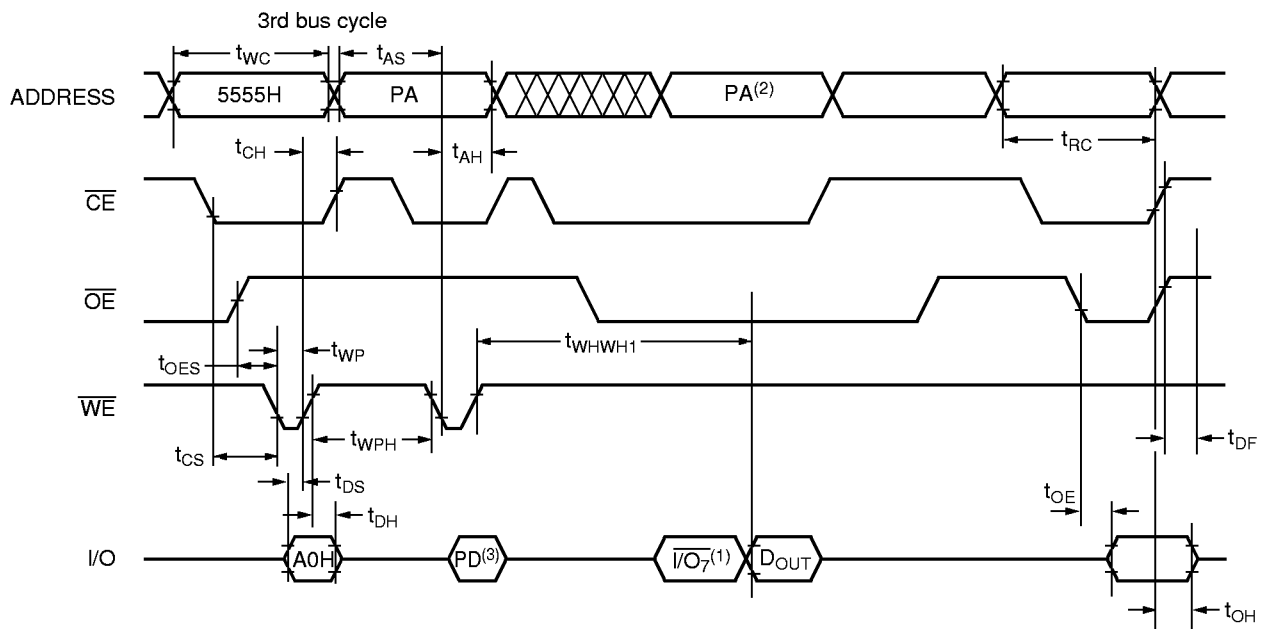 3rd bus cycle
tWC
tAS
ADDRESS
5555H
PA
PA(2)
tCH
tAH
tRC
CE
OE
tWP
tOES
tWHWH1
WE
tWPH
tCS
tDF
tDS
tOE
tDH
I/O
A0H
PD(3)
I/O7(1)
DOUT
tOH